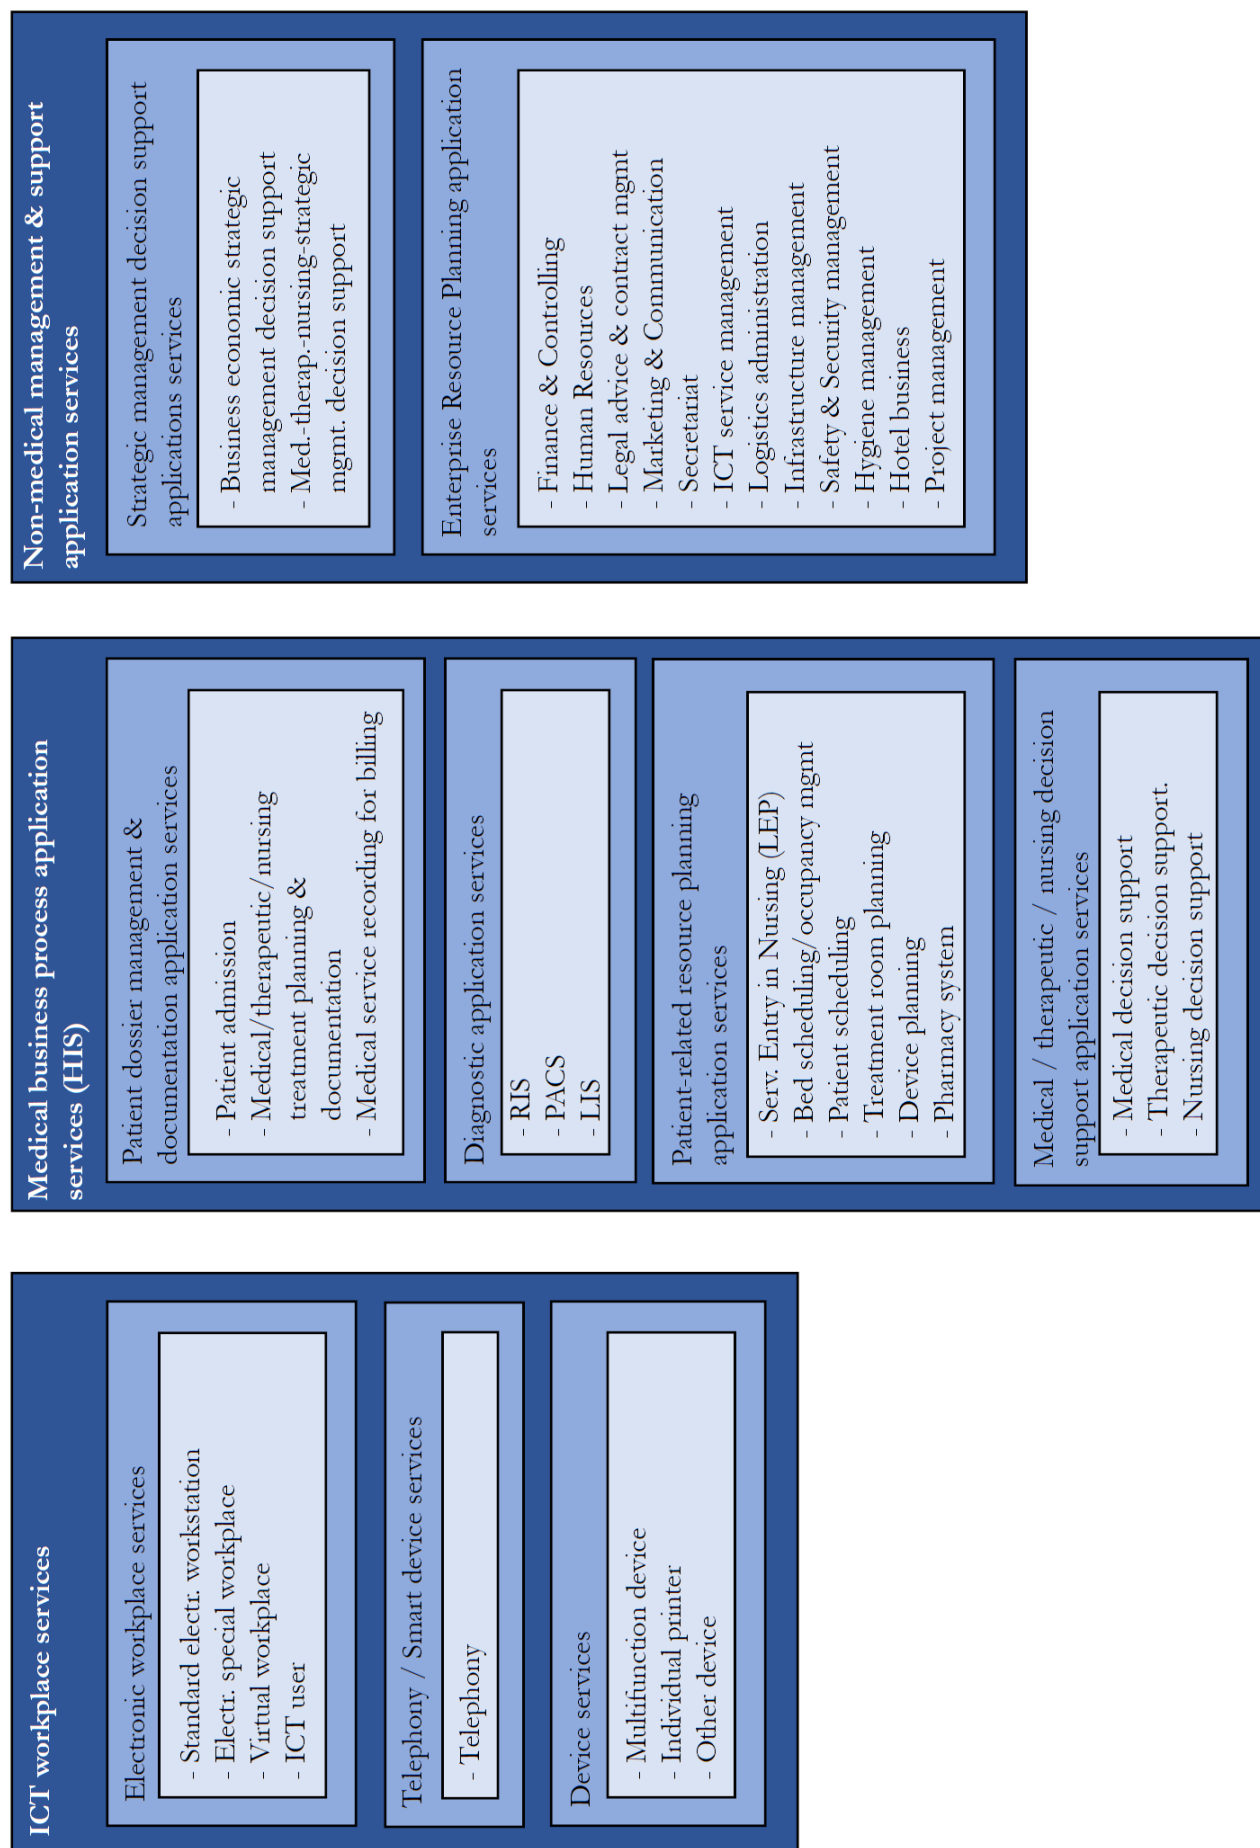 ICT workplace services
Electronic workplace services
- Standard electr. workstation
- Electr. special workplace
- Virtual workplace
- ICT user
Telephony / Smart device services
- Telephony
Device services
- Multifunction device
- Individual printer
- Other device
Medical business process application
services (HIS)
Patient dossier management &
documentation application services
- Patient admission
- Medical/therapeutic/nursing
treatment planning &
documentation
- Medical service recording for billing
Diagnostic application services
- RIS
- PACS
- LIS
Patient-related resource planning
application services
- Serv. Entry in Nursing (LEP)
- Bed scheduling/occupancy mgmt
- Patient scheduling
- Treatment room planning
- Device planning
- Pharmacy system
Medical / therapeutic / nursing decision
support application services
- Medical decision support
- Therapeutic decision support.
- Nursing decision support
Non-medical management & support
application services
Strategic management decision support
applications services
- Business economic strategic
management decision support
- Med.-therap.-nursing-strategic
mgmt. decision support
Enterprise Resource Planning application
services
- Finance & Controlling
- Human Resources
- Legal advice & contract mgmt
- Marketing & Communication
- Secretariat
- ICT service management
- Logistics administration
- Infrastructure management
- Safety & Security management
- Hygiene management
- Hotel business
- Project management